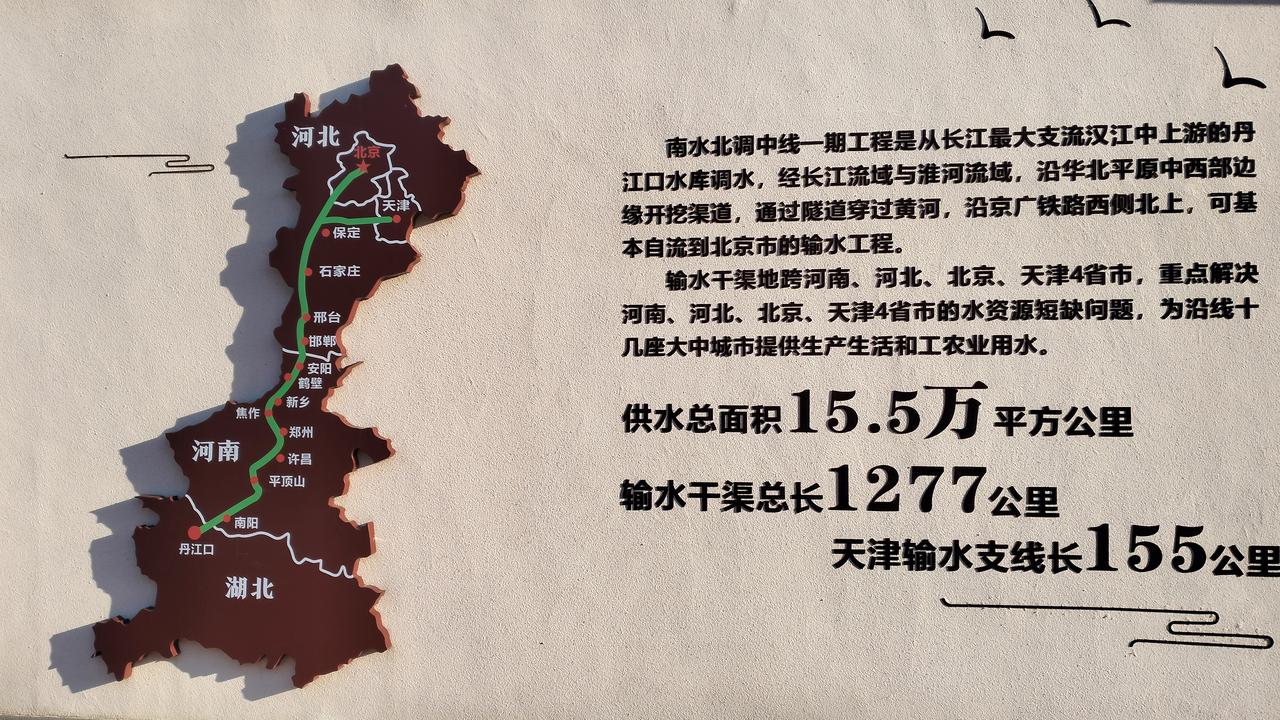 河北
北京
天津
保定
石家庄
邢台
邯郸
安阳
鹤壁
新乡
焦作
郑州
河南
许昌
平顶山
南阳
丹江口
湖北
南水北调中线一期工程是从长江最大支流汉江中上游的丹
江口水库调水，经长江流域与淮河流域，沿华北平原中西部边
缘开挖渠道，通过隧道穿过黄河，沿京广铁路西侧北上，可基
本自流到北京市的输水工程。
输水干渠地跨河南、河北、北京、天津4省市，重点解决
河南、河北、北京、天津4省市的水资源短缺问题，为沿线十
几座大中城市提供生产生活和工农业用水。
供水总面积15.5万平方公里
输水干渠总长1277公里
天津输水支线长155公里